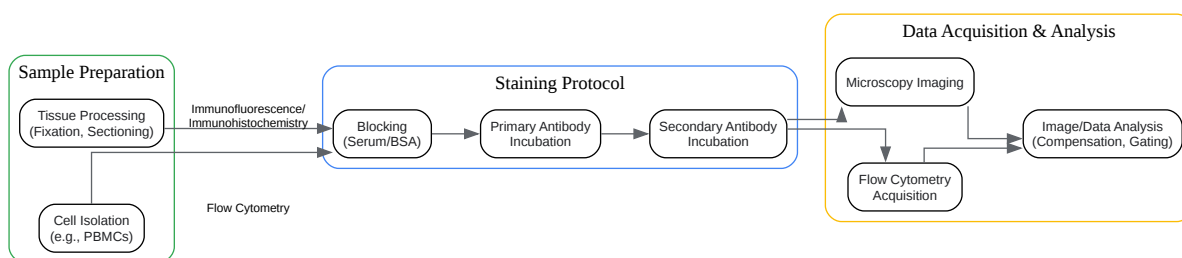 Sample Preparation
Tissue Processing
(Fixation, Sectioning)
Cell Isolation
(e.g., PBMCs)
Immunofluorescence/
Immunohistochemistry
Flow Cytometry
Staining Protocol
Blocking
(Serum/BSA)
Primary Antibody
Incubation
Secondary Antibody
Incubation
Data Acquisition & Analysis
Microscopy Imaging
Flow Cytometry
Acquisition
Image/Data Analysis
(Compensation, Gating)